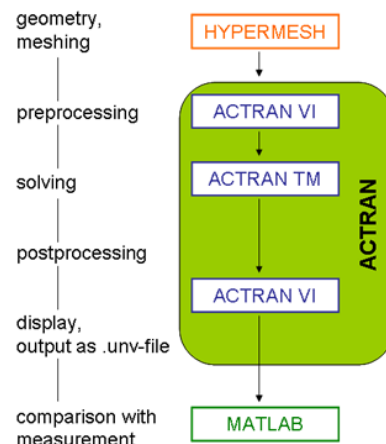 geometry,
meshing
HYPERMESH
preprocessing
ACTRAN VI
solving
ACTRAN TM
ACTRAN
postprocessing
ACTRAN VI
display,
output as .unv-file
comparison with
measurement
MATLAB